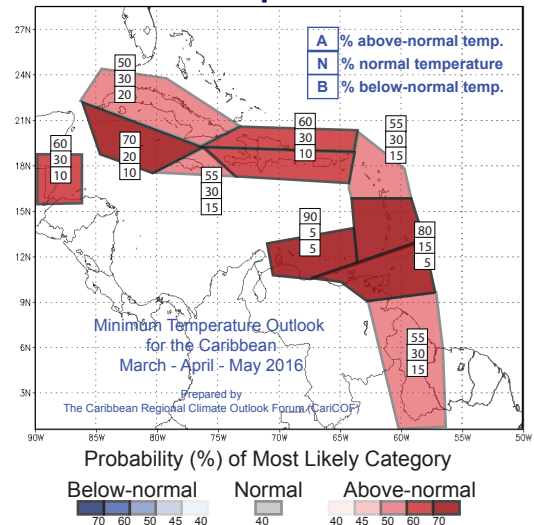 A % above-normal temp.
N % normal temperature
B % below-normal temp.
27N
24N
21N
18N
15N
12N
9N
6N
3N
50
30
20
60
30
10
55
30
15
60
30
10
70
20
10
55
30
15
90
5
5
80
15
5
55
30
15
Minimum Temperature Outlook
for the Caribbean
March - April - May 2016
Prepared by
The Caribbean Regional Climate Outlook Forum (CariCOF)
90W 85W 80W 75W 70W 65W 60W 55W 50W
Probability (%) of Most Likely Category
Below-normal Normal Above-normal
70 60 50 45 40 40 40 45 50 60 70